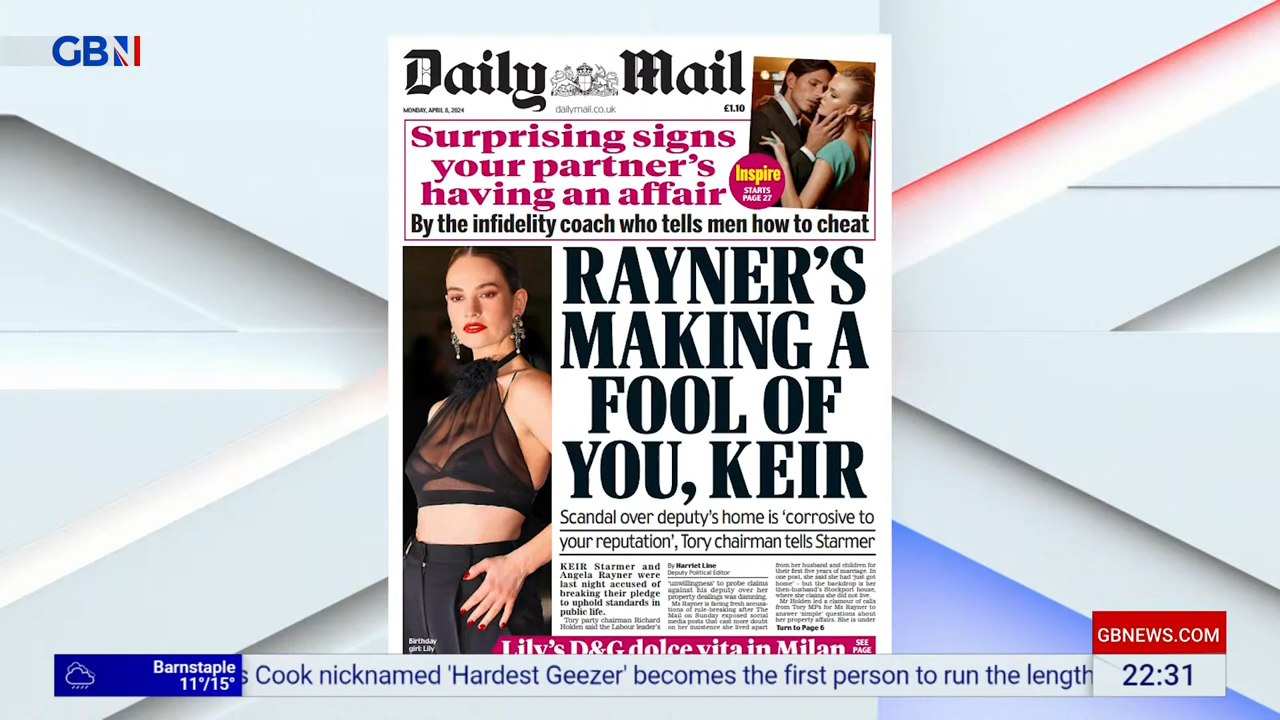 GBN
Daily Mail
MONDAY, APRIL 8, 2024
dailymail.co.uk
£1.10
Surprising signs
your partner's
having an affair
Inspire
STARTS
PAGE 27
By the infidelity coach who tells men how to cheat
RAYNER'S
MAKING A
FOOL OF
YOU, KEIR
Scandal over deputy's home is 'corrosive to
your reputation', Tory chairman tells Starmer
KEIR Starmer and
Angela Rayner were
last night accused of
breaking their pledge
to uphold standards in
public life.
Tory party chairman Richard
Holden said the Labour leader's
By Harriet Line
Deputy Political Editor
'unwillingness' to probe claims
against his deputy over her
property dealings was damning.
Ms Rayner is facing fresh accusa-
tions of rule-breaking after The
Mail on Sunday exposed social
media posts that cast more doubt
on her insistence she lived apart
from her husband and children for
their first five years of marriage. In
one post, she said she had 'just got
home' – but the backdrop is her
then-husband's Stockport house,
where she claims she did not live.
Mr Holden led a clamour of calls
from Tory MPs for Ms Rayner to
answer 'simple' questions about
her property affairs. She is under
Turn to Page 6
Birthday
girl: Lily
Lily's D&G dolce vita in Milan
SEE
PAGE
GBNEWS.COM
Barnstaple
11°/15°
s Cook nicknamed 'Hardest Geezer' becomes the first person to run the length
22:31